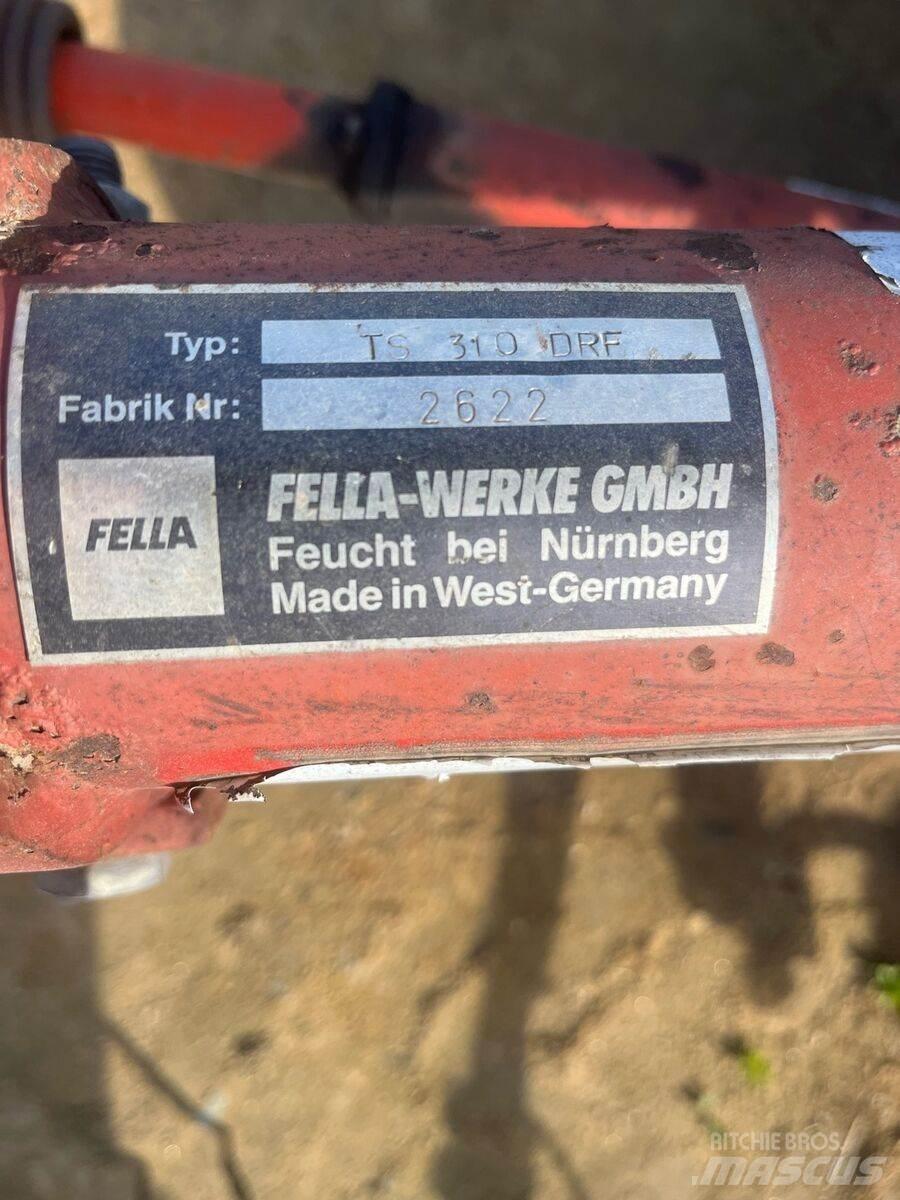 Typ: TS 310 DRF
Fabrik Nr: 2622
FELLA
FELLA-WERKE GMBH
Feucht bei Nürnberg
Made in West-Germany
RITCHIE BROS.
MASCUS